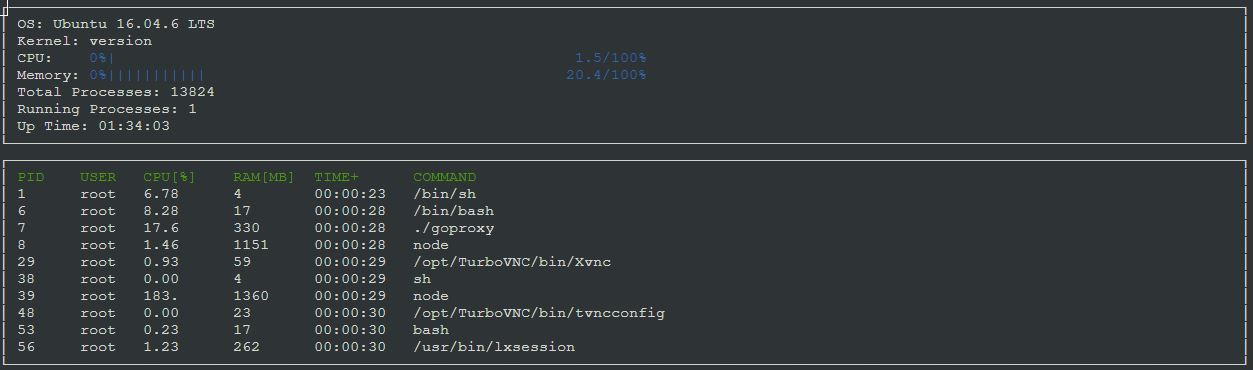 OS: Ubuntu 16.04.6 LTS
Kernel: version
CPU: 0%| 1.5/100%
Memory: 0%||||||||||| 20.4/100%
Total Processes: 13824
Running Processes: 1
Up Time: 01:34:03
PID USER CPU[%] RAM[MB] TIME+ COMMAND
1 root 6.78 4 00:00:23 /bin/sh
6 root 8.28 17 00:00:28 /bin/bash
7 root 17.6 330 00:00:28 ./goproxy
8 root 1.46 1151 00:00:28 node
29 root 0.93 59 00:00:29 /opt/TurboVNC/bin/Xvnc
38 root 0.00 4 00:00:29 sh
39 root 183. 1360 00:00:29 node
48 root 0.00 23 00:00:30 /opt/TurboVNC/bin/tvncconfig
53 root 0.23 17 00:00:30 bash
56 root 1.23 262 00:00:30 /usr/bin/lxsession